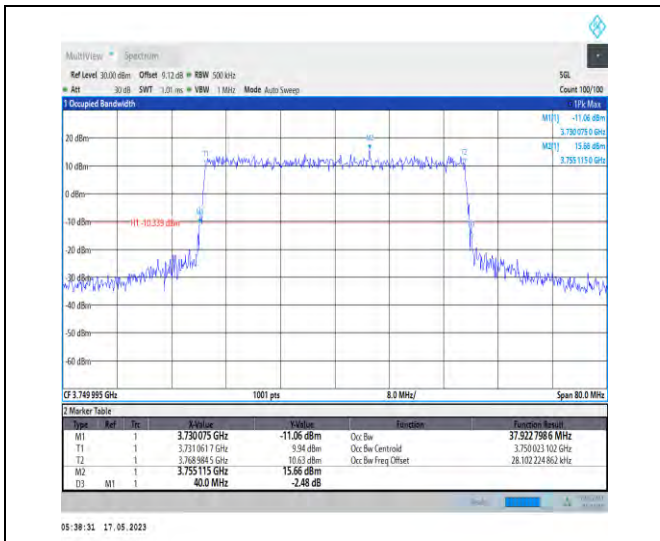 MultiView Spectrum
Ref Level 30.00 dBm Offset 9.12 dB RBW 500 kHz SGL
Att 30 dB SWT 1.01 ms VBW 1 MHz Mode Auto Sweep Count 100/100
1 Occupied Bandwidth 1Pk Max
M1[1] -11.06 dBm
3.730 075 0 GHz
M2[1] 15.66 dBm
3.755 115 0 GHz
20 dBm
M2
T1 T2
10 dBm
0 dBm
M1
-10 dBm H1 -10.339 dBm
-20 dBm
-30 dBm
-40 dBm
-50 dBm
-60 dBm
CF 3.749 995 GHz 1001 pts 8.0 MHz/ Span 80.0 MHz
2 Marker Table
Type Ref Trc X-Value Y-Value Function Function Result
M1 1 3.730 075 GHz -11.06 dBm Occ Bw 37.922 798 6 MHz
T1 1 3.731 061 7 GHz 9.94 dBm Occ Bw Centroid 3.750 023 102 GHz
T2 1 3.768 984 5 GHz 10.63 dBm Occ Bw Freq Offset 28.102 224 862 kHz
M2 1 3.755 115 GHz 15.66 dBm
D3 M1 1 40.0 MHz -2.48 dB
05:38:31 17.05.2023